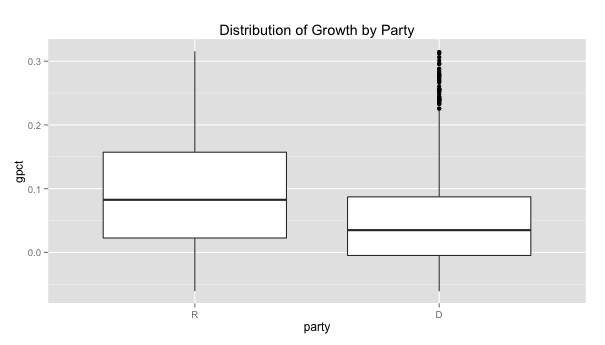 Distribution of Growth by Party
gpct
0.3
0.2
0.1
0.0
R D
party